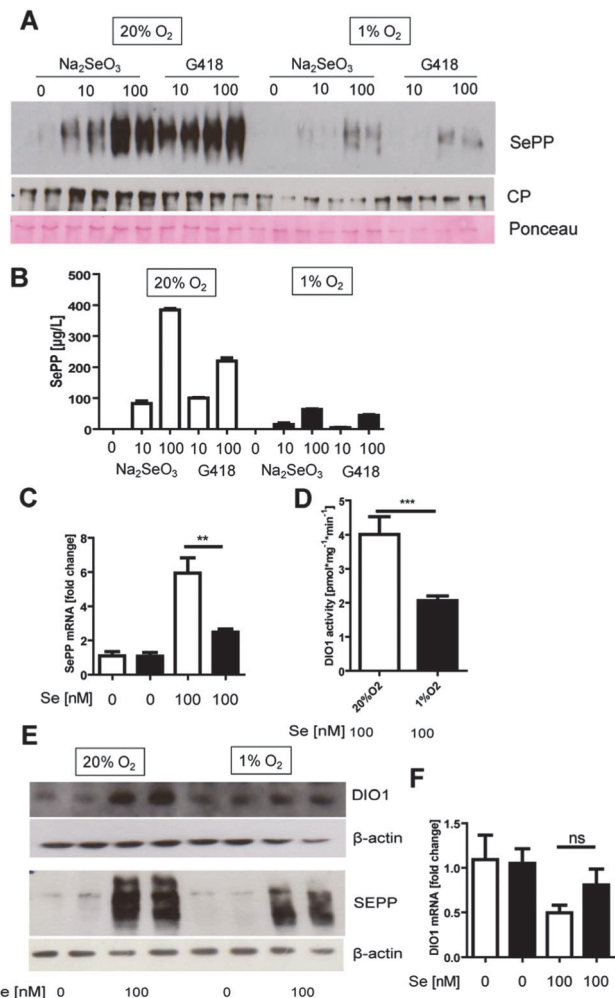 A
20% O₂ 1% O₂
Na₂SeO₃ G418 Na₂SeO₃ G418
0 10 100 10 100 0 10 100 10 100
SePP
CP
Ponceau
B
20% O₂ 1% O₂
SePP [µg/L]
500
400
300
200
100
0
0 10 100 10 100 0 10 100 10 100
Na₂SeO₃ G418 Na₂SeO₃ G418
C
SePP mRNA [fold change]
8
6
4
2
0
**
Se [nM] 0 0 100 100
D
DIO1 activity [pmol*mg⁻¹*min⁻¹]
5
4
3
2
1
0
***
20%O2 1%O2
Se [nM] 100 100
E
20% O₂ 1% O₂
DIO1
β-actin
SEPP
β-actin
e [nM] 0 100 0 100
F
DIO1 mRNA [fold change]
1.5
1.0
0.5
0.0
ns
Se [nM] 0 0 100 100